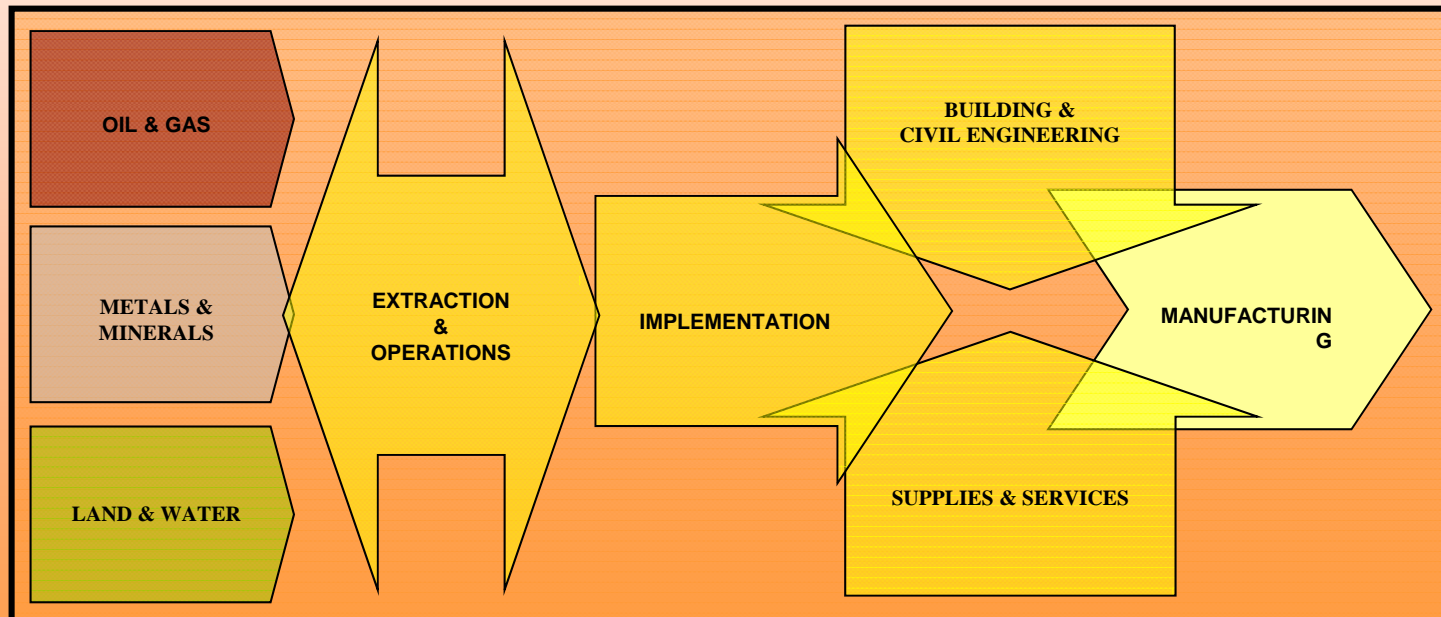 OIL & GAS
METALS &
MINERALS
LAND & WATER
EXTRACTION
&
OPERATIONS
IMPLEMENTATION
BUILDING &
CIVIL ENGINEERING
SUPPLIES & SERVICES
MANUFACTURIN
G